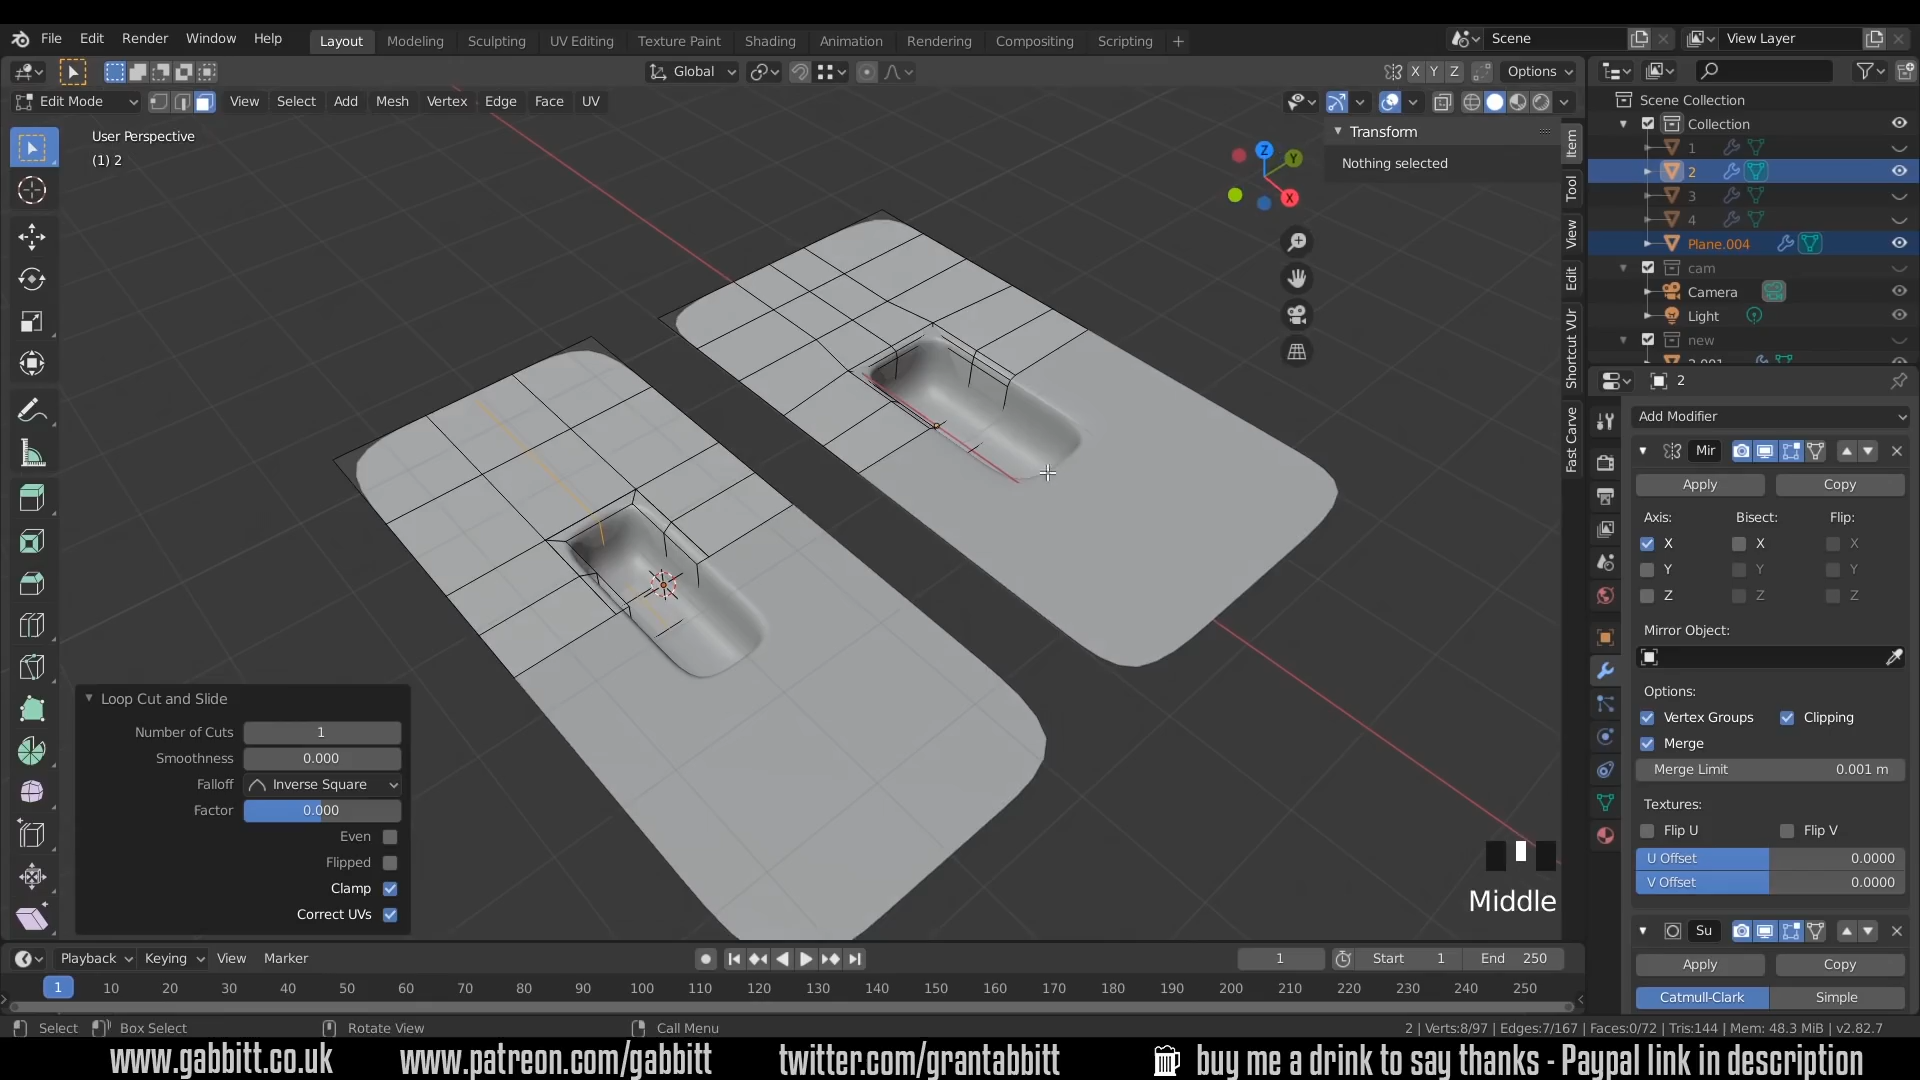 File Edit Render Window Help Layout Modeling Sculpting UV Editing Texture Paint Shading Animation Rendering Compositing Scripting + Scene View Layer
Global X Y Z Options
Edit Mode View Select Add Mesh Vertex Edge Face UV
User Perspective
(1) 2
Transform
Nothing selected
Z Y X
Item
Tool
View
Edit
Shortcut VUr
Fast Carve
Scene Collection
Collection
1
2
3
4
Plane.004
cam
Camera
Light
new
2
Add Modifier
Mir
Apply Copy
Axis: Bisect: Flip:
X X X
Y Y Y
Z Z Z
Mirror Object:
Options:
Vertex Groups Clipping
Merge
Merge Limit 0.001 m
Textures:
Flip U Flip V
U Offset 0.0000
V Offset 0.0000
Su
Apply Copy
Catmull-Clark Simple
Loop Cut and Slide
Number of Cuts 1
Smoothness 0.000
Falloff Inverse Square
Factor 0.000
Even
Flipped
Clamp
Correct UVs
Middle
Playback Keying View Marker 1 Start 1 End 250
1 10 20 30 40 50 60 70 80 90 100 110 120 130 140 150 160 170 180 190 200 210 220 230 240 250
Select Box Select Rotate View Call Menu 2 | Verts:8/97 | Edges:7/167 | Faces:0/72 | Tris:144 | Mem: 48.3 MiB | v2.82.7
www.gabbitt.co.uk www.patreon.com/gabbitt twitter.com/grantabbitt buy me a drink to say thanks - Paypal link in description